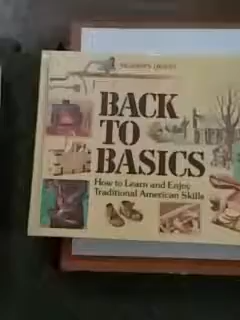 READER'S DIGEST
BACK
TO
BASICS
How to Learn and Enjoy
Traditional American Skills